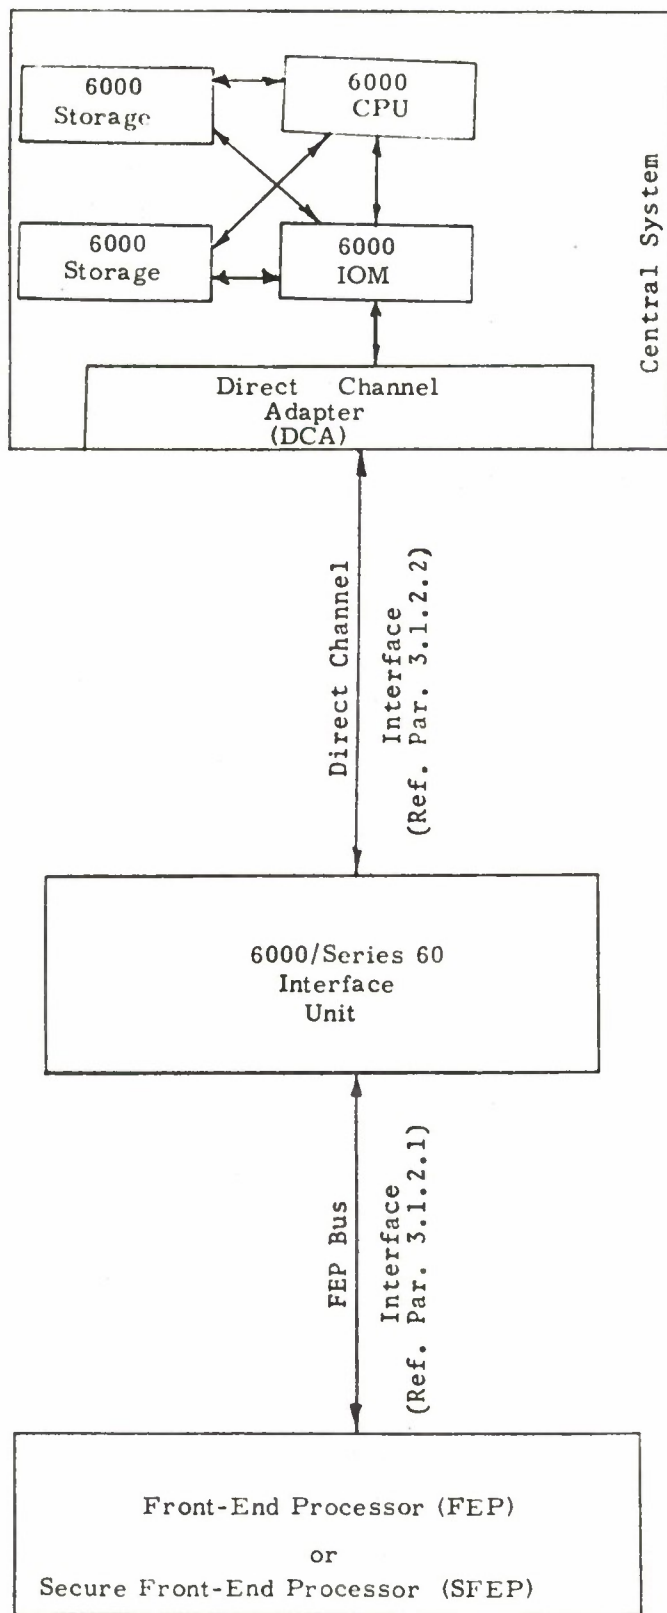 6000
Storage
6000
CPU
6000
Storage
6000
IOM
Central System
Direct Channel
Adapter
(DCA)
Direct Channel
Interface
(Ref. Par. 3.1.2.2)
6000/Series 60
Interface
Unit
FEP Bus
Interface
(Ref. Par. 3.1.2.1)
Front-End Processor (FEP)
or
Secure Front-End Processor (SFEP)